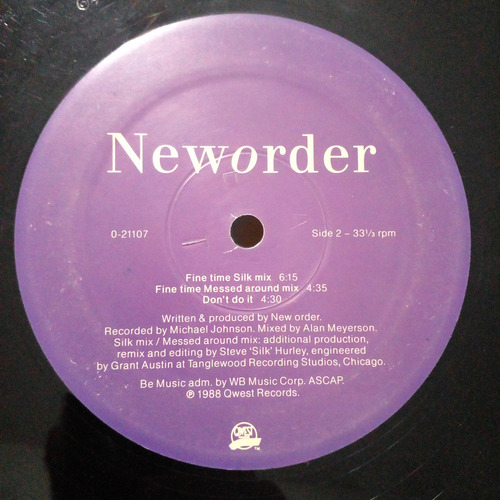 Neworder
0-21107
Side 2 – 33⅓ rpm
Fine time Silk mix 6:15
Fine time Messed around mix 4:35
Don't do it 4:30
Written & produced by New order.
Recorded by Michael Johnson. Mixed by Alan Meyerson.
Silk mix / Messed around mix: additional production,
remix and editing by Steve 'Silk' Hurley, engineered
by Grant Austin at Tanglewood Recording Studios, Chicago.
Be Music adm. by WB Music Corp. ASCAP.
℗ 1988 Qwest Records.
QWEST
TM